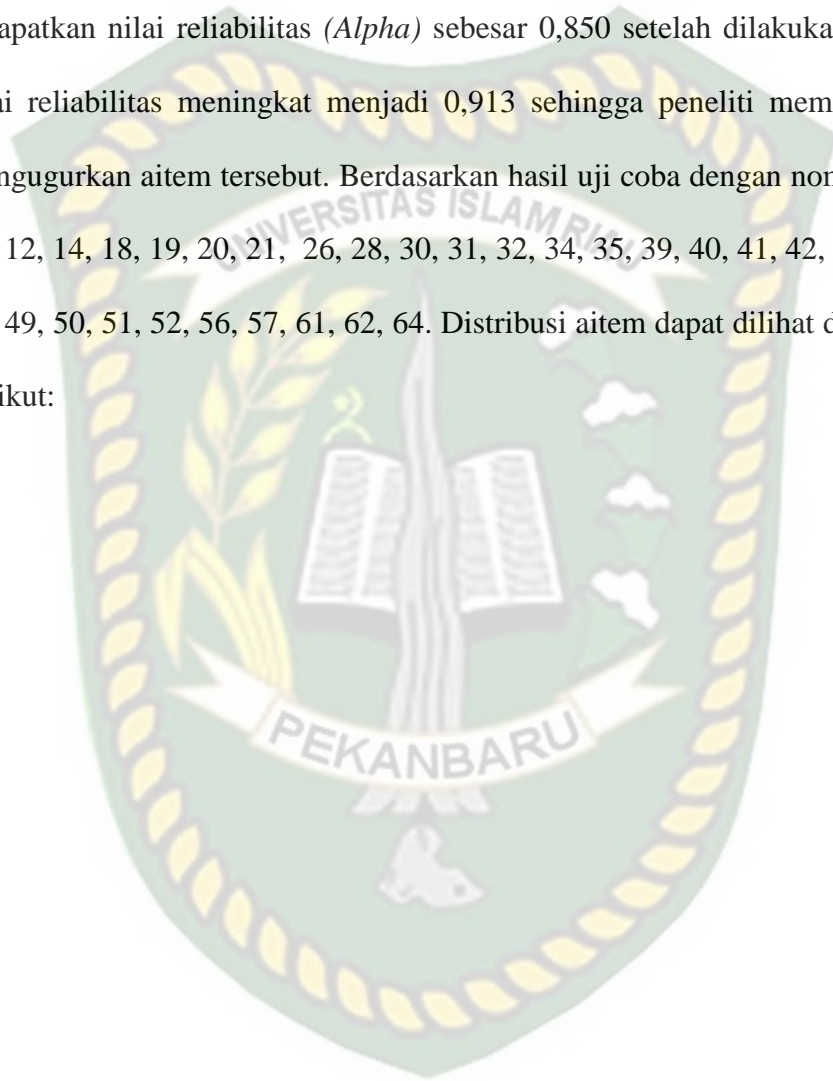 apatkan nilai reliabilitas (Alpha) sebesar 0,850 setelah dilakuka
ai reliabilitas meningkat menjadi 0,913 sehingga peneliti mem
ngugurkan aitem tersebut. Berdasarkan hasil uji coba dengan nom
12, 14, 18, 19, 20, 21, 26, 28, 30, 31, 32, 34, 35, 39, 40, 41, 42,
49, 50, 51, 52, 56, 57, 61, 62, 64. Distribusi aitem dapat dilihat d
ikut:
UNIVERSITAS ISLAM RIAU
PEKANBARU